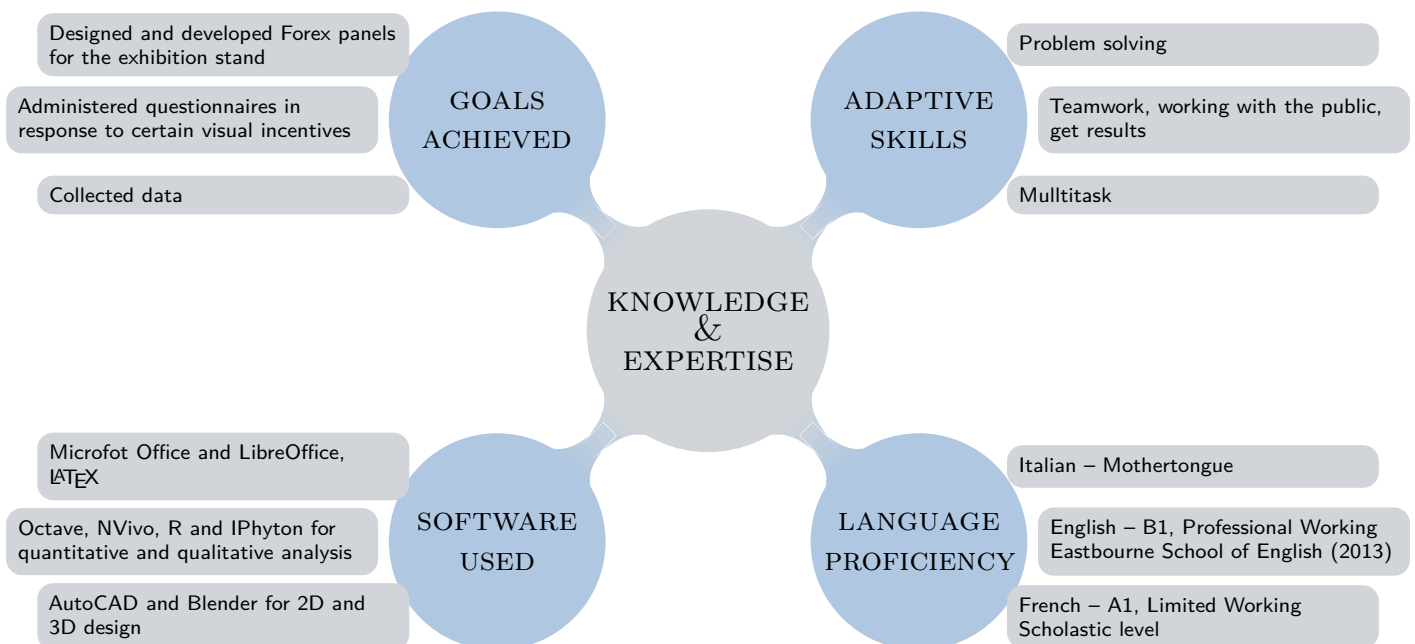 Designed and developed Forex panels
for the exhibition stand
Administered questionnaires in
response to certain visual incentives
Collected data
GOALS
ACHIEVED
ADAPTIVE
SKILLS
Problem solving
Teamwork, working with the public,
get results
Mulltitask
KNOWLEDGE
&
EXPERTISE
Microfot Office and LibreOffice,
LATEX
Octave, NVivo, R and IPhyton for
quantitative and qualitative analysis
AutoCAD and Blender for 2D and
3D design
SOFTWARE
USED
LANGUAGE
PROFICIENCY
Italian – Mothertongue
English – B1, Professional Working
Eastbourne School of English (2013)
French – A1, Limited Working
Scholastic level